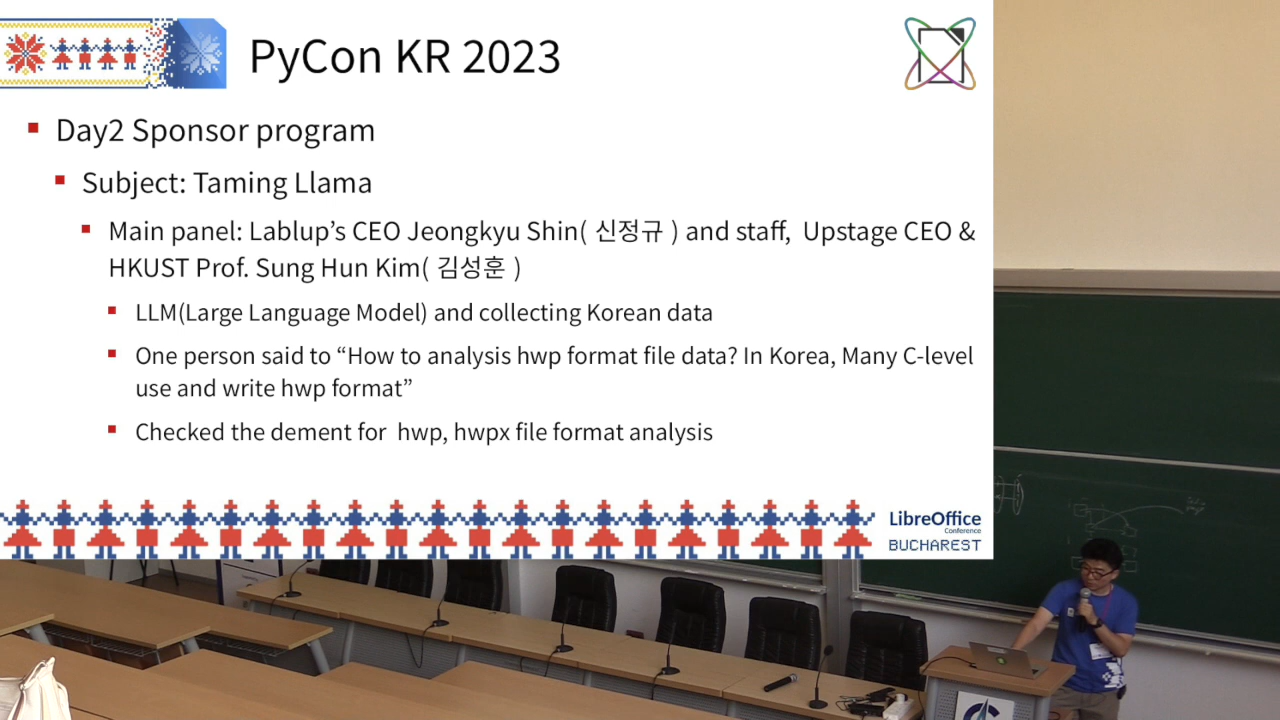 PyCon KR 2023
Day2 Sponsor program
Subject: Taming Llama
Main panel: Lablup’s CEO Jeongkyu Shin( 신정규 ) and staff,  Upstage CEO &
HKUST Prof. Sung Hun Kim( 김성훈 )
LLM(Large Language Model) and collecting Korean data
One person said to “How to analysis hwp format file data? In Korea, Many C-level
use and write hwp format”
Checked the dement for  hwp, hwpx file format analysis
LibreOffice
Conference
BUCHAREST